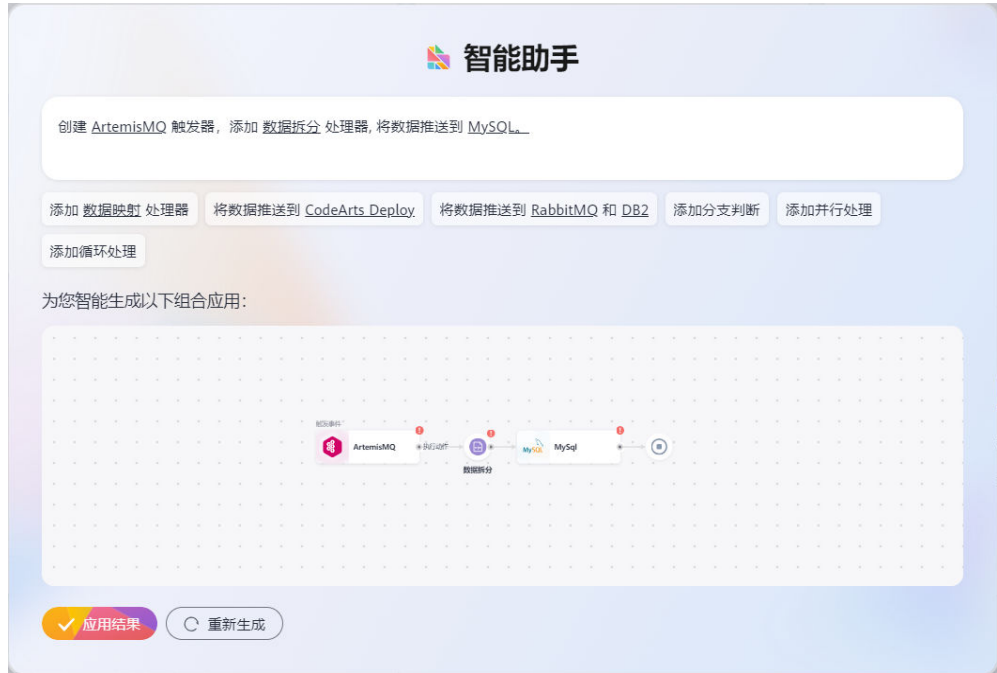 智能助手
创建 ArtemisMQ 触发器，添加 数据拆分 处理器, 将数据推送到 MySQL。
添加 数据映射 处理器 将数据推送到 CodeArts Deploy 将数据推送到 RabbitMQ 和 DB2 添加分支判断 添加并行处理
添加循环处理
为您智能生成以下组合应用：
触发事件
ArtemisMQ 执行动作 MySQL MySql
数据拆分
应用结果 重新生成